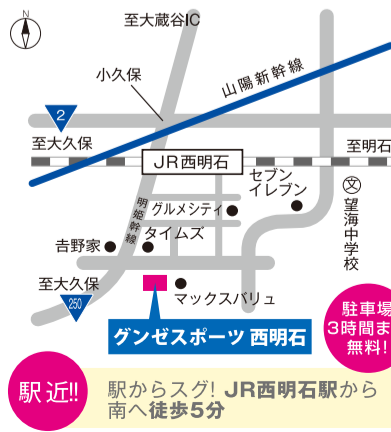 N
至大蔵谷IC
小久保
山陽新幹線
2
至大久保
至明石
JR西明石
セブン
イレブン
文
望海中学校
グルメシティ
明姫幹線
タイムズ
吉野家
至大久保
250
マックスバリュ
グンゼスポーツ 西明石
駐車場
3時間ま
無料!
駅近!!
駅からスグ! JR西明石駅から
南へ徒歩5分